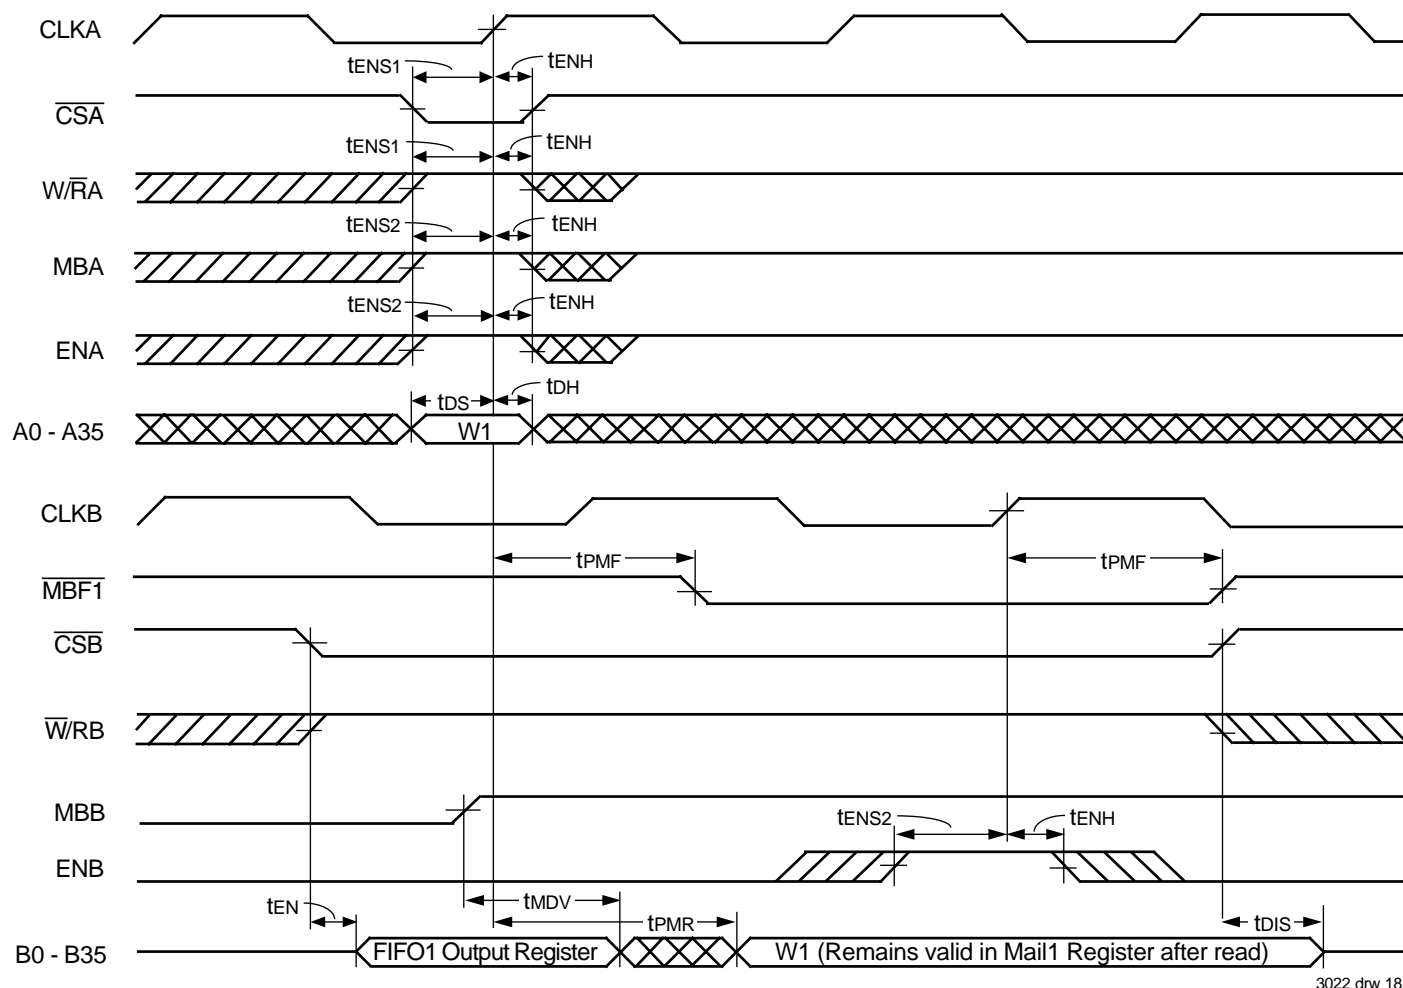 CLKA
tENS1 tENH
CSA
tENS1 tENH
W/RA
tENS2 tENH
MBA
tENS2 tENH
ENA
tDS tDH
A0 - A35 W1
CLKB
tPMF tPMF
MBF1
CSB
W/RB
MBB
tENS2 tENH
ENB
tEN tMDV tPMR tDIS
B0 - B35 FIFO1 Output Register W1 (Remains valid in Mail1 Register after read)
3022 drw 18